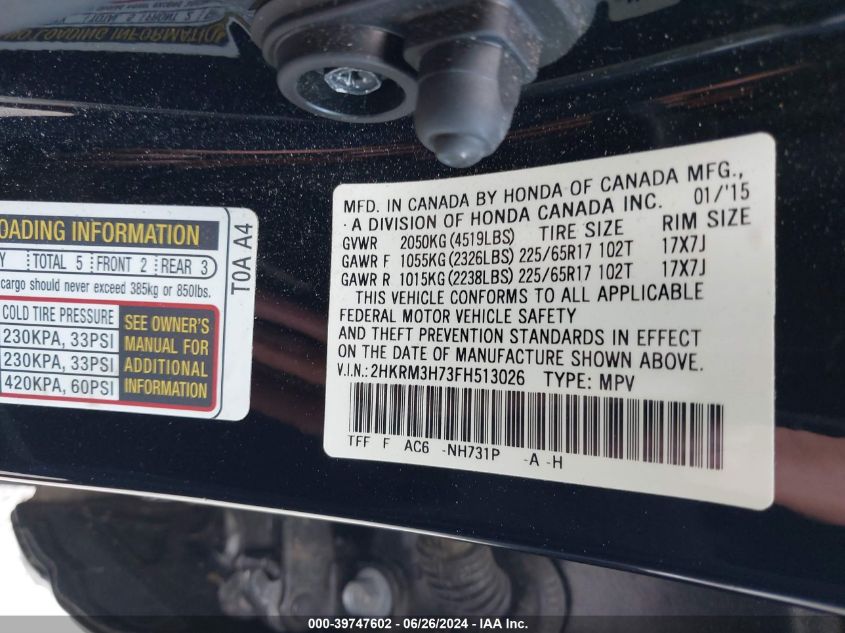 LOADING INFORMATION
TOTAL 5 FRONT 2 REAR 3
cargo should never exceed 385kg or 850lbs.
COLD TIRE PRESSURE
230KPA, 33PSI
230KPA, 33PSI
420KPA, 60PSI
SEE OWNER'S
MANUAL FOR
ADDITIONAL
INFORMATION
T0A A4
MFD. IN CANADA BY HONDA OF CANADA MFG.,
A DIVISION OF HONDA CANADA INC. 01/'15
GVWR 2050KG(4519LBS) TIRE SIZE RIM SIZE
GAWR F 1055KG(2326LBS) 225/65R17 102T 17X7J
GAWR R 1015KG(2238LBS) 225/65R17 102T 17X7J
THIS VEHICLE CONFORMS TO ALL APPLICABLE
FEDERAL MOTOR VEHICLE SAFETY
AND THEFT PREVENTION STANDARDS IN EFFECT
ON THE DATE OF MANUFACTURE SHOWN ABOVE.
V.I.N.: 2HKRM3H73FH513026 TYPE: MPV
TFF F AC6 -NH731P -A -H
000-39747602 - 06/26/2024 - IAA Inc.